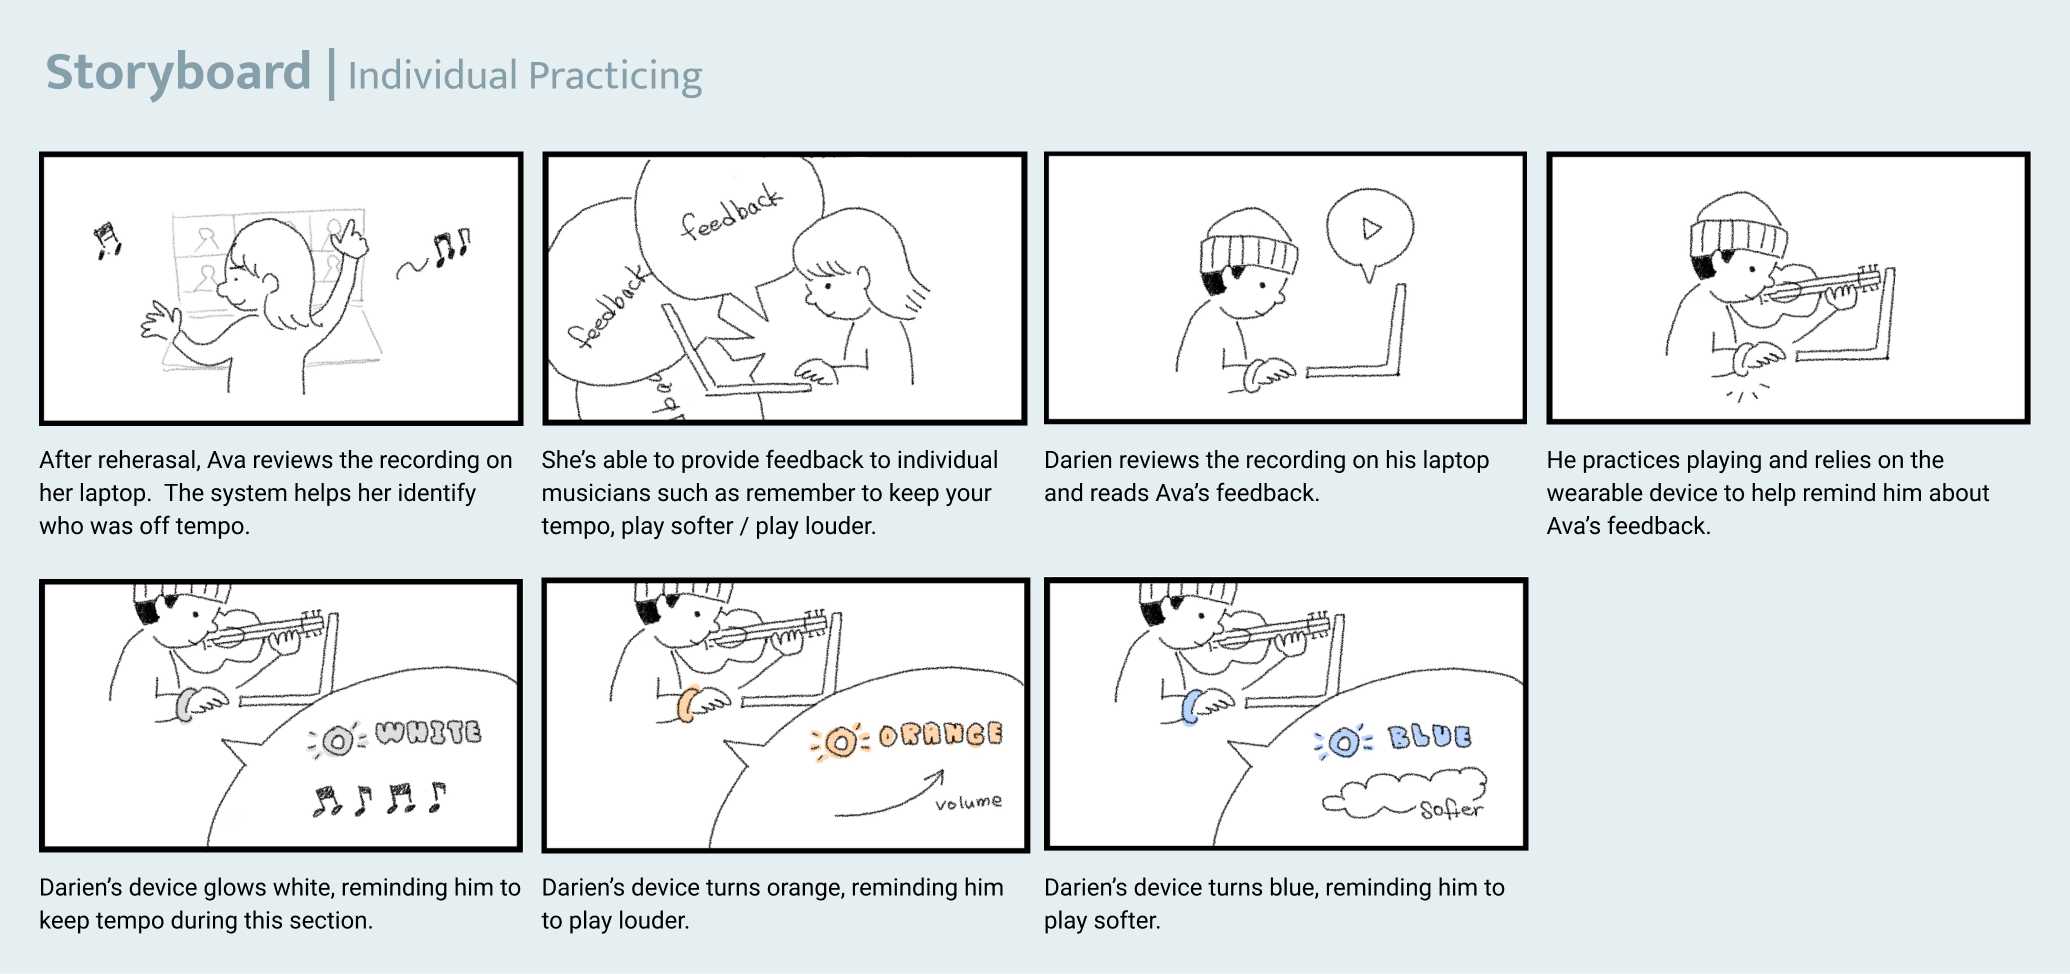 Storyboard | Individual Practicing
feedback
feedback
After reherasal, Ava reviews the recording on
her laptop. The system helps her identify
who was off tempo.
She's able to provide feedback to individual
musicians such as remember to keep your
tempo, play softer / play louder.
Darien reviews the recording on his laptop
and reads Ava's feedback.
He practices playing and relies on the
wearable device to help remind him about
Ava's feedback.
WHITE
ORANGE
volume
BLUE
Softer
Darien's device glows white, reminding him to
keep tempo during this section.
Darien's device turns orange, reminding him
to play louder.
Darien's device turns blue, reminding him to
play softer.